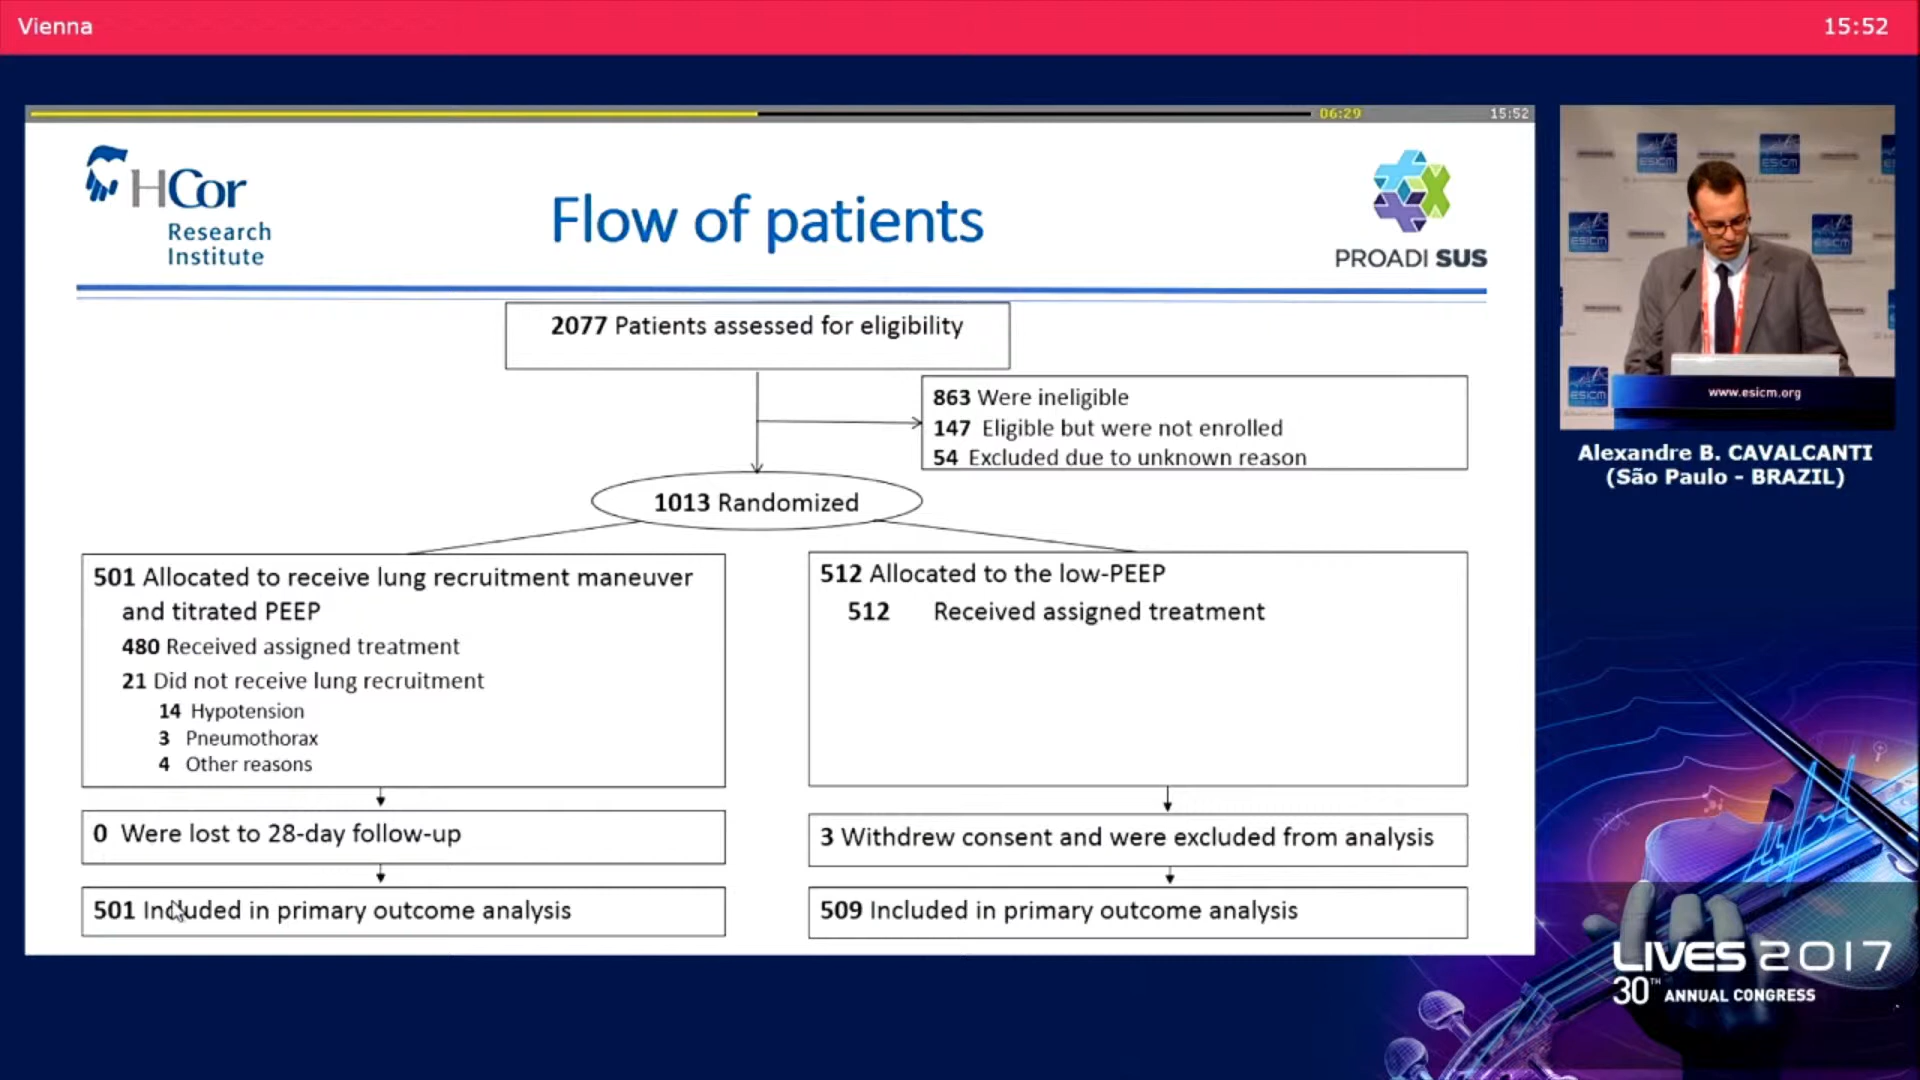 Vienna
15:52
06:29
15:52
HCor
Research
Institute
Flow of patients
PROADI SUS
2077 Patients assessed for eligibility
863 Were ineligible
147 Eligible but were not enrolled
54 Excluded due to unknown reason
1013 Randomized
501 Allocated to receive lung recruitment maneuver
and titrated PEEP
480 Received assigned treatment
21 Did not receive lung recruitment
14 Hypotension
3 Pneumothorax
4 Other reasons
512 Allocated to the low-PEEP
512 Received assigned treatment
0 Were lost to 28-day follow-up
3 Withdrew consent and were excluded from analysis
501 Included in primary outcome analysis
509 Included in primary outcome analysis
ESICM
ESICM
ESICM
ESICM
ESICM
www.esicm.org
Alexandre B. CAVALCANTI
(São Paulo - BRAZIL)
LIVES 2017
30TH ANNUAL CONGRESS